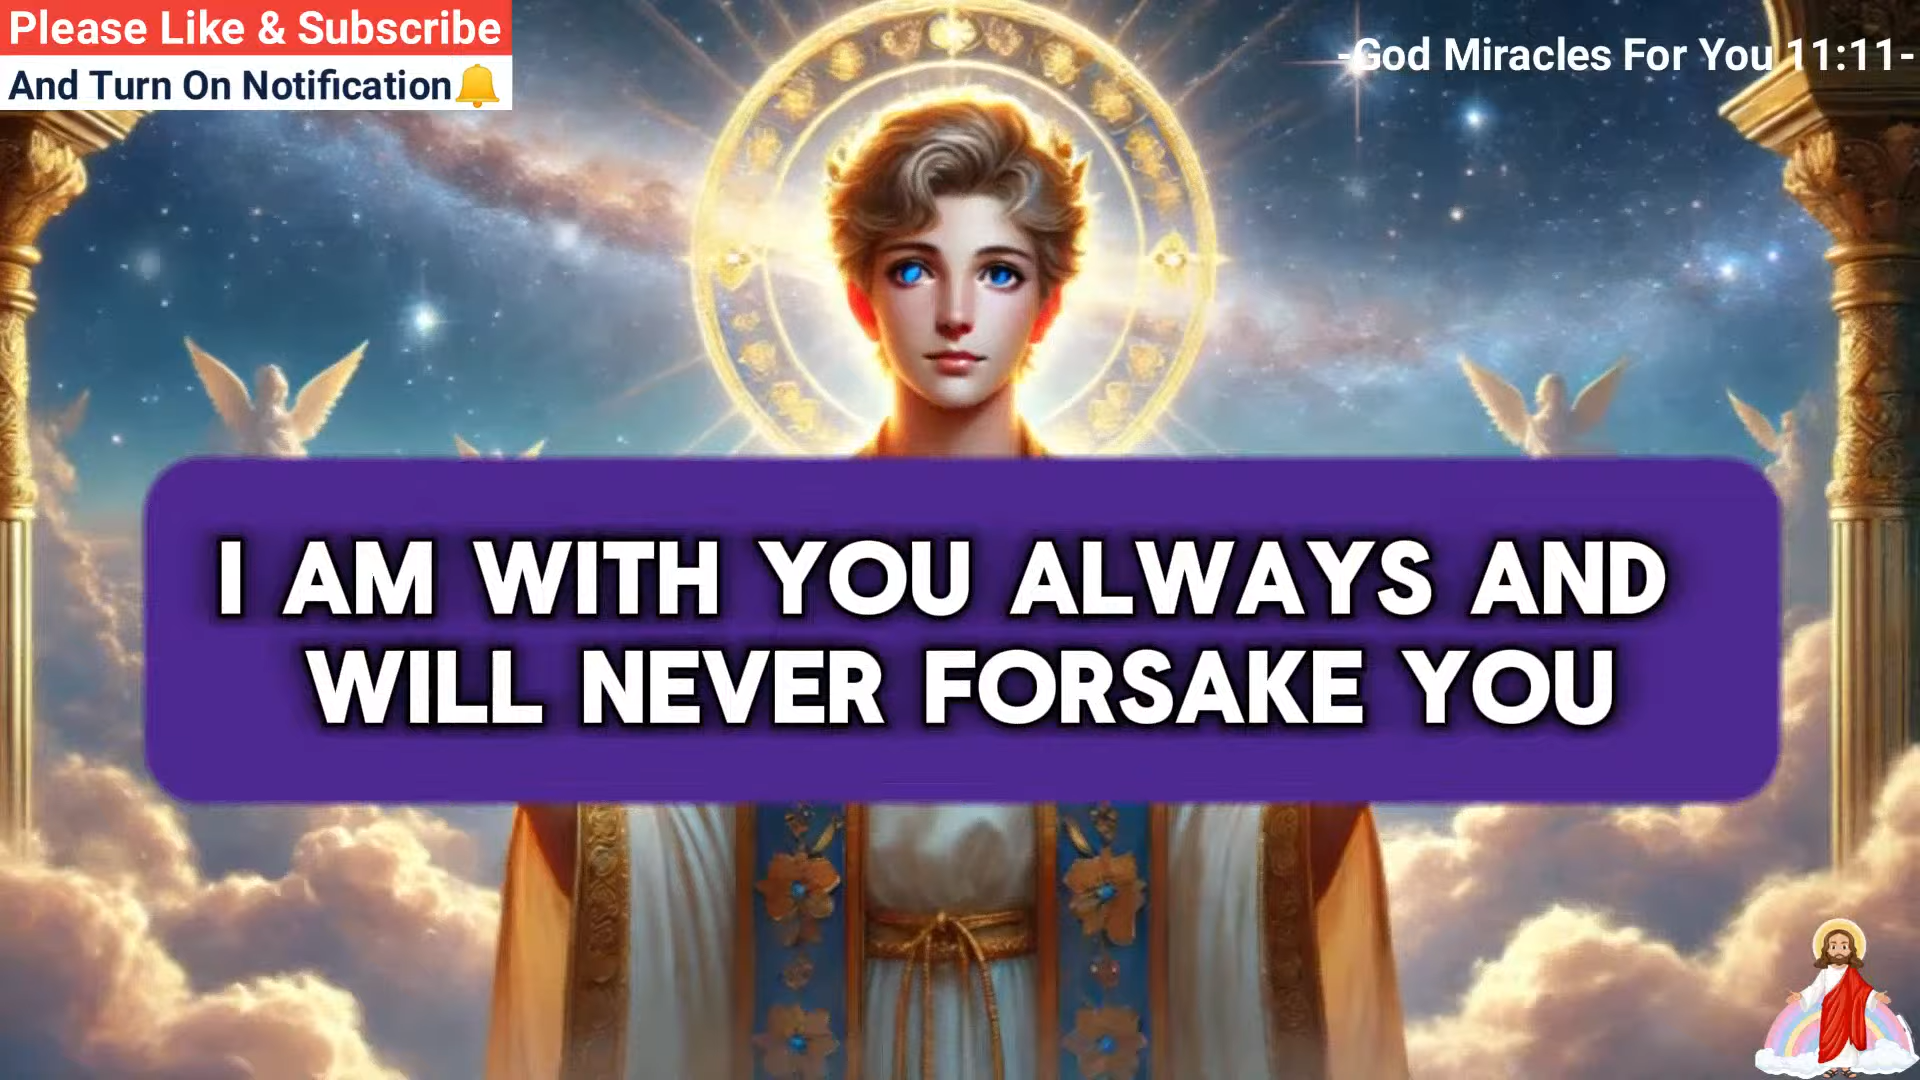 Please Like & Subscribe
And Turn On Notification🔔
-God Miracles For You 11:11-
I AM WITH YOU ALWAYS AND
WILL NEVER FORSAKE YOU